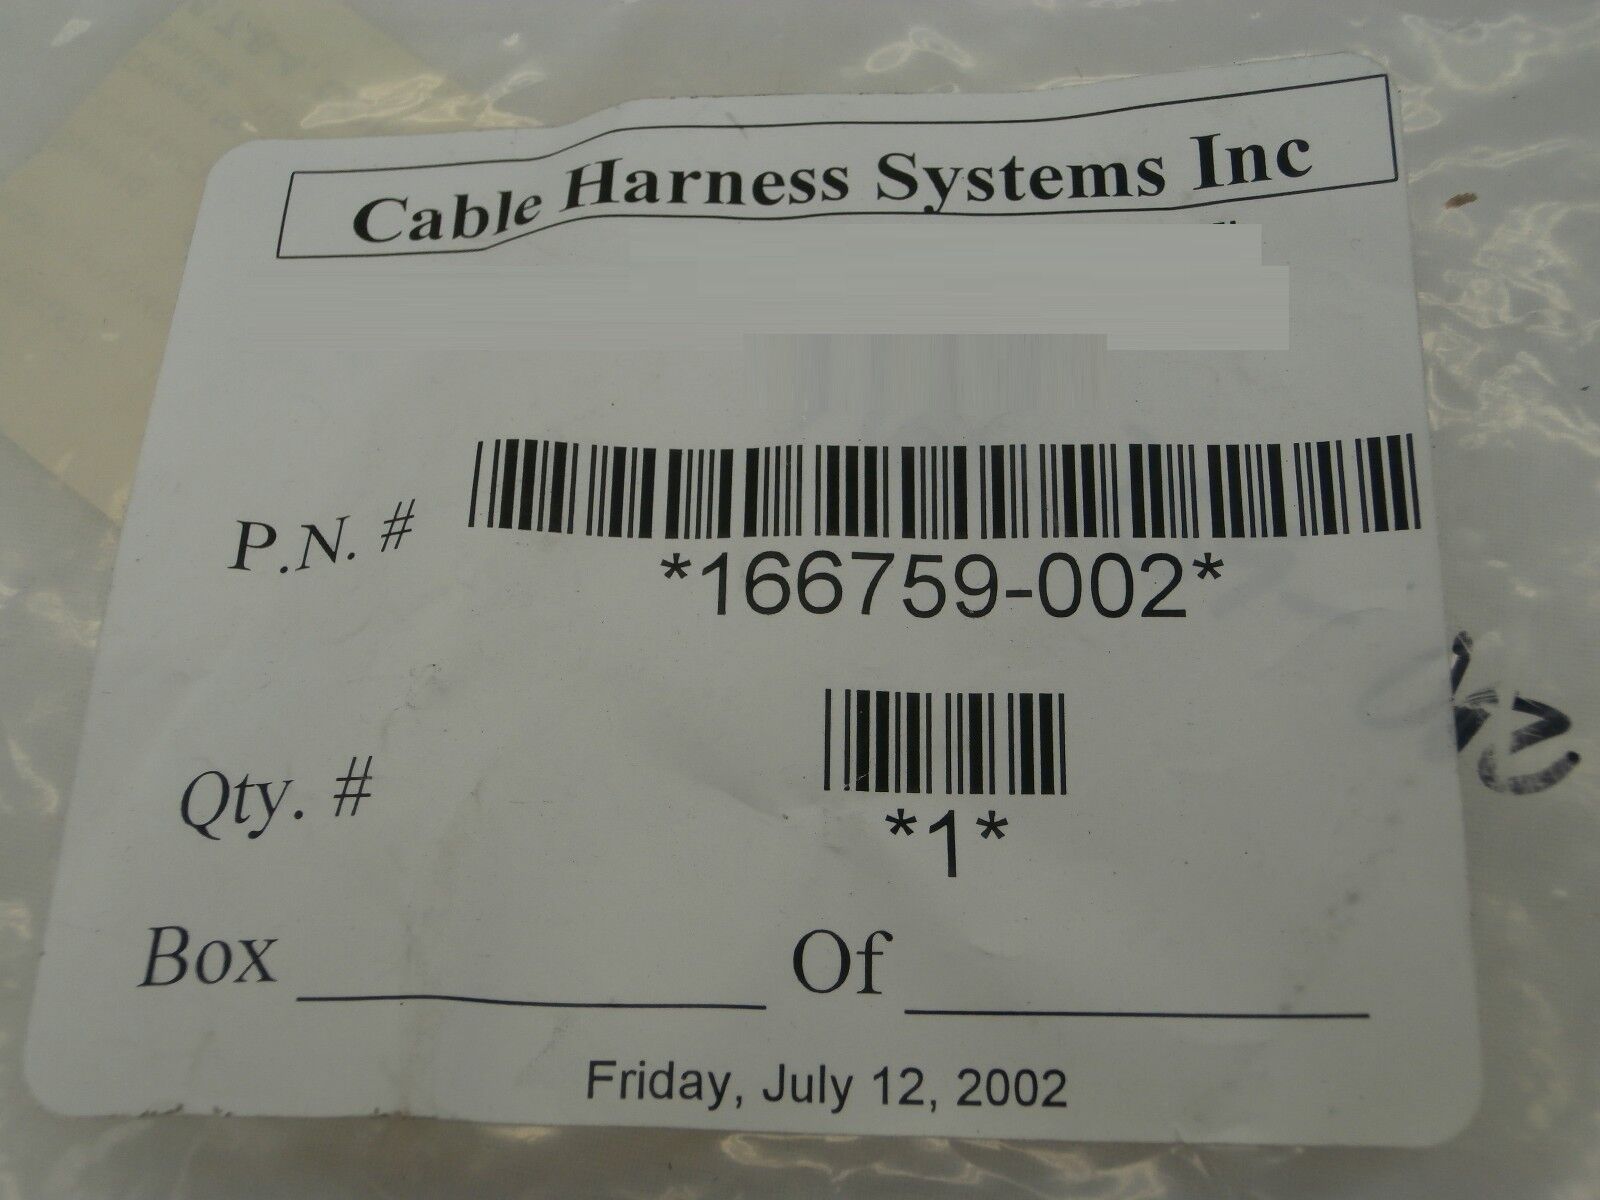 Cable Harness Systems Inc
P.N. #
*166759-002*
Qty. #
*1*
Box Of
Friday, July 12, 2002